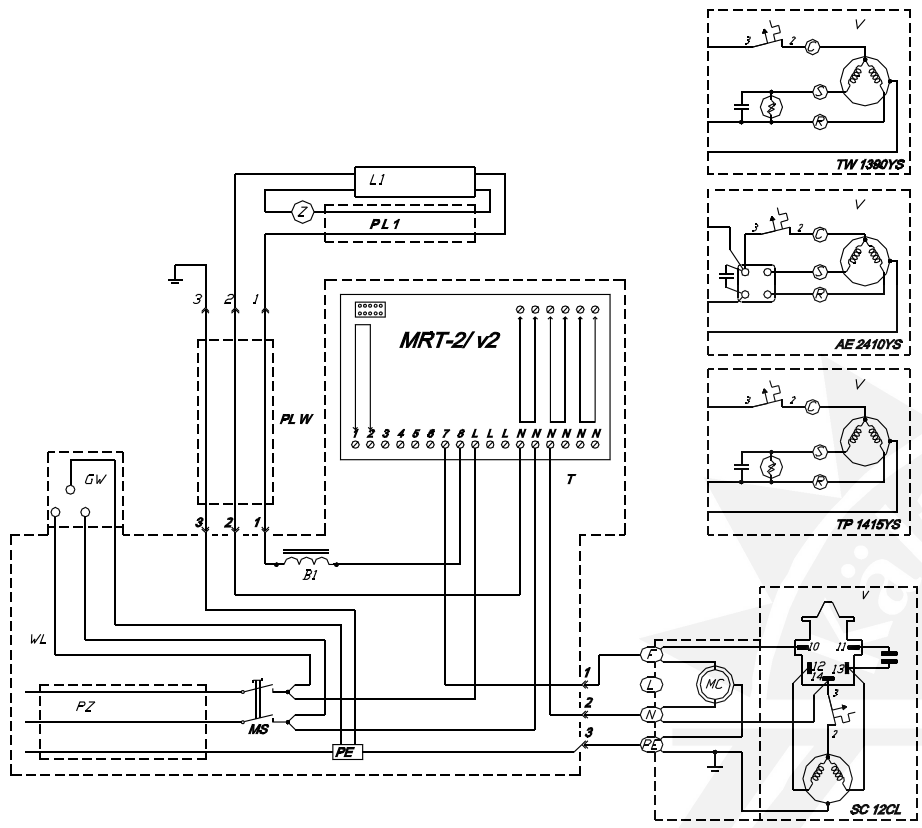 V
3
2
C
S
R
TW 1390YS
V
3
2
C
S
R
AE 2410YS
V
3
2
C
S
R
TP 1415YS
L1
Z
PL1
3 2 1
MRT-2/v2
PLW
1 2 3 4 5 6 7 8 L L L N N N N N N
T
GW
3 2 1
B1
WL
PZ
MS
PE
1
2
3
F
L
N
PE
MC
V
10 11
12 13
14
3
2
SC 12CL
Kä